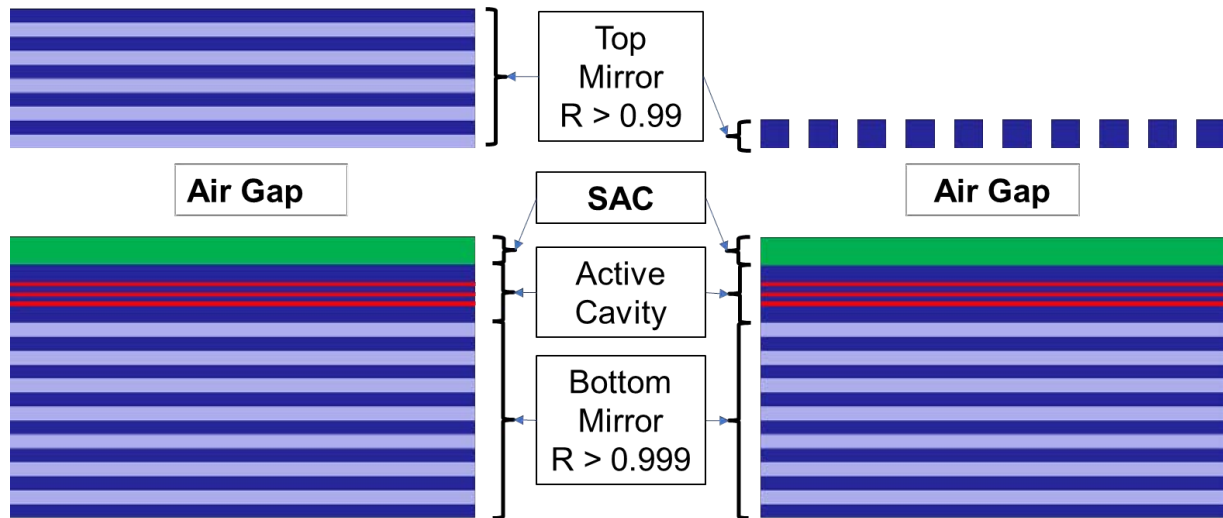 Top
Mirror
R > 0.99
Air Gap
SAC
Air Gap
Active
Cavity
Bottom
Mirror
R > 0.999